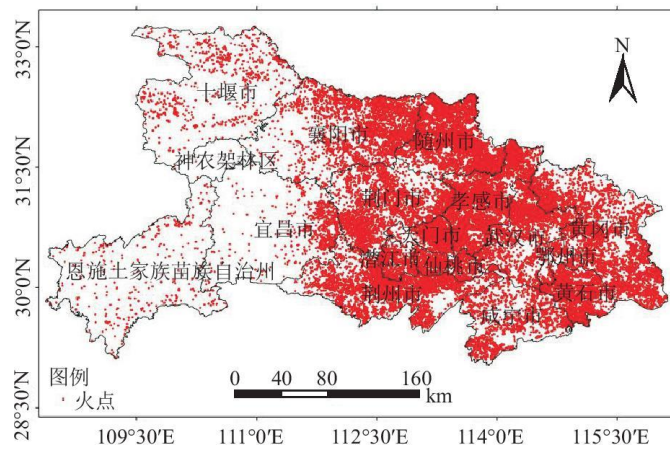 33°0′N
31°30′N
30°0′N
28°30′N
N
十堰市
襄阳市
随州市
神农架林区
荆门市
孝感市
宜昌市
天门市
武汉市
黄冈市
鄂州市
潜江市
仙桃市
恩施土家族苗族自治州
荆州市
黄石市
咸宁市
图例
火点
0 40 80 160
km
109°30′E 111°0′E 112°30′E 114°0′E 115°30′E